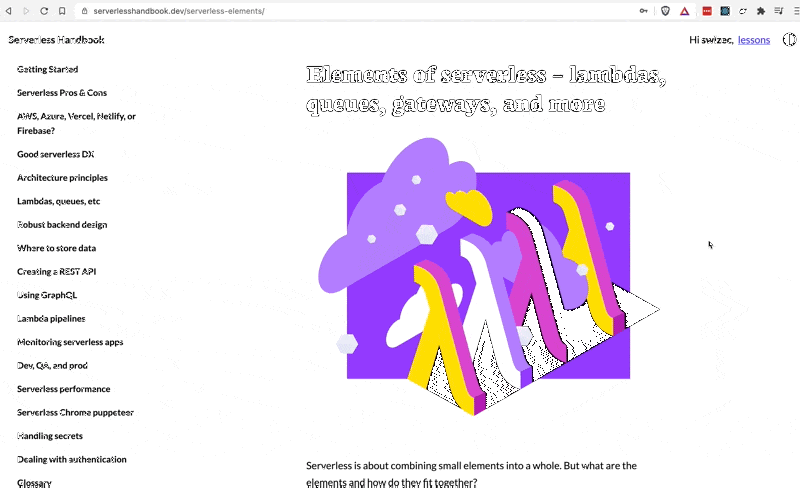 serverlesshandbook.dev/serverless-elements/
Serverless Handbook
Hi swizec, lessons
Getting Started
Serverless Pros & Cons
AWS, Azure, Vercel, Netlify, or
Firebase?
Good serverless DX
Architecture principles
Lambdas, queues, etc
Robust backend design
Where to store data
Creating a REST API
Using GraphQL
Lambda pipelines
Monitoring serverless apps
Dev, QA, and prod
Serverless performance
Serverless Chrome puppeteer
Handling secrets
Dealing with authentication
Glossary
Elements of serverless – lambdas,
queues, gateways, and more
Serverless is about combining small elements into a whole. But what are the
elements and how do they fit together?